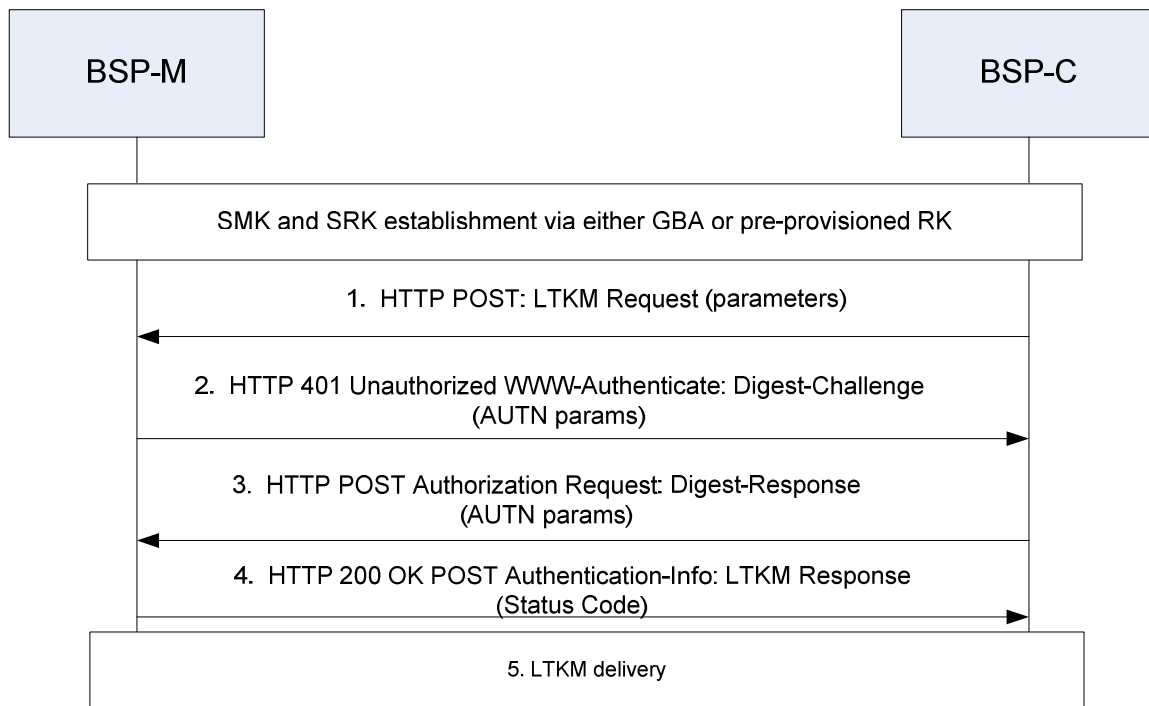 BSP-M
BSP-C
SMK and SRK establishment via either GBA or pre-provisioned RK
1. HTTP POST: LTKM Request (parameters)
2. HTTP 401 Unauthorized WWW-Authenticate: Digest-Challenge
(AUTN params)
3. HTTP POST Authorization Request: Digest-Response
(AUTN params)
4. HTTP 200 OK POST Authentication-Info: LTKM Response
(Status Code)
5. LTKM delivery